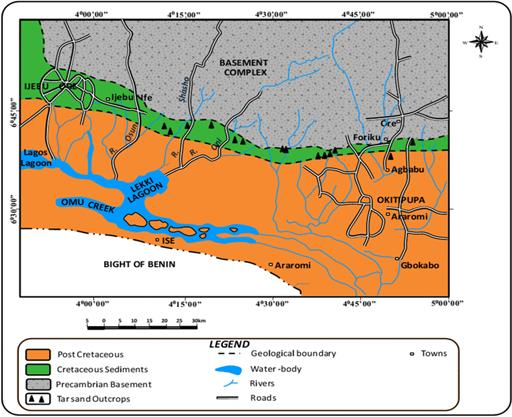 4°00'00" 4°15'00" 4°30'00" 4°45'00" 5°00'00"
N
W E
S
BASEMENT
COMPLEX
IJEBU ODE
Ijebu Ife
Shasha
6°45'00"
Ore
Foriku
R. Osun
R.
R. Oni
Lagos
Lagoon
Agbabu
LEKKI
LAGOON
OMU CREEK
OKITIPUPA
Araromi
6°30'00"
ISE
BIGHT OF BENIN
Araromi
Gbokabo
4°00'00" 4°15'00" 4°30'00" 4°45'00" 5°00'00"
5 0 5 10 15 20 25 30km
LEGEND
Post Cretaceous
Cretaceous Sediments
Precambrian Basement
Tarsand Outcrops
Geological boundary
Water-body
Rivers
Roads
Towns